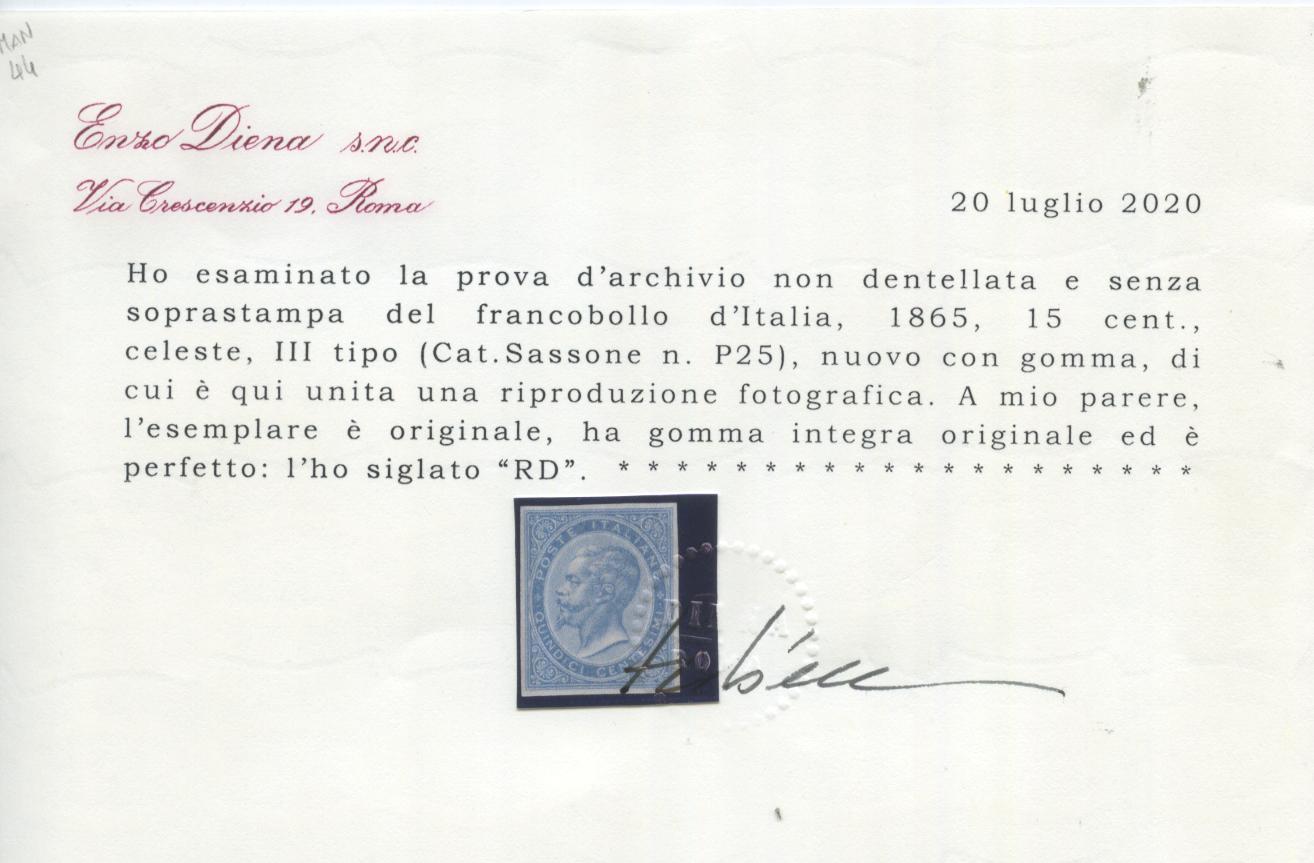 MAN
44
Enzo Diena s.n.c.
Via Crescenzio 19, Roma
20 luglio 2020
Ho esaminato la prova d'archivio non dentellata e senza
soprastampa del francobollo d'Italia, 1865, 15 cent.,
celeste, III tipo (Cat.Sassone n. P25), nuovo con gomma, di
cui è qui unita una riproduzione fotografica. A mio parere,
l'esemplare è originale, ha gomma integra originale ed è
perfetto: l'ho siglato “RD”. * * * * * * * * * * * * * * * * * * * *
POSTE ITALIANE
QUINDICI CENTESIMI